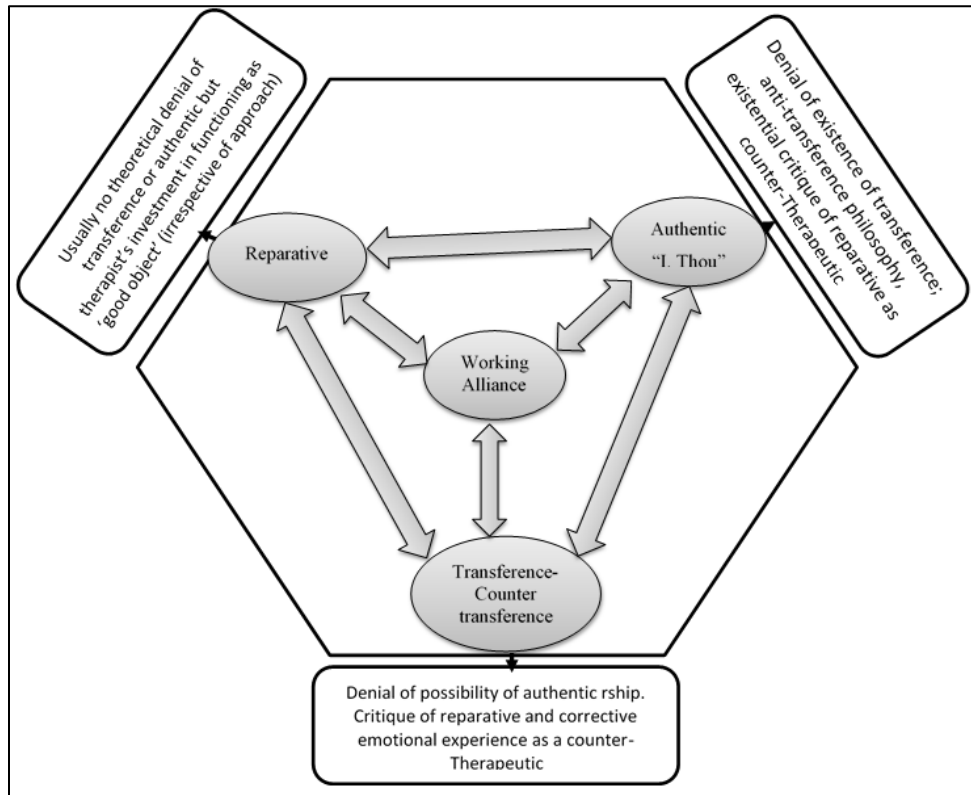 Usually no theoretical denial of
transference or authentic but
therapist's investment in functioning as
'good object' (irrespective of approach)
Denial of existence of transference;
anti-transference philosophy,
existential critique of reparative as
counter-Therapeutic
Reparative
Authentic
“I. Thou”
Working
Alliance
Transference-
Counter
transference
Denial of possibility of authentic rship.
Critique of reparative and corrective
emotional experience as a counter-
Therapeutic